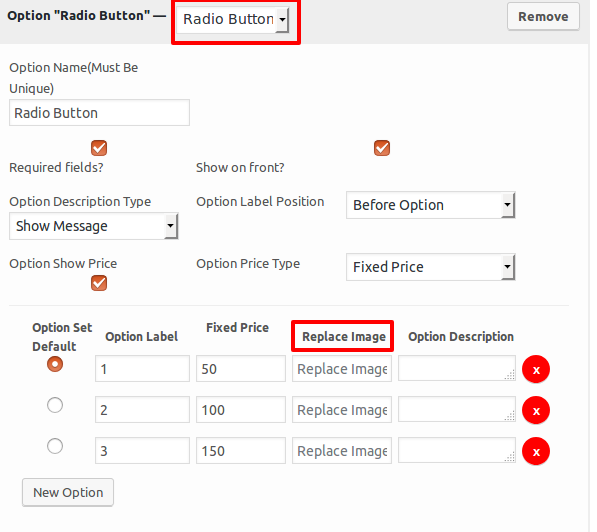 Option "Radio Button" — Radio Button Remove
Option Name(Must Be
Unique)
Radio Button
Required fields? Show on front?
Option Description Type Option Label Position Before Option
Show Message
Option Show Price Option Price Type Fixed Price
Option Set
Default Option Label Fixed Price Replace Image Option Description
1 50 Replace Image x
2 100 Replace Image x
3 150 Replace Image x
New Option